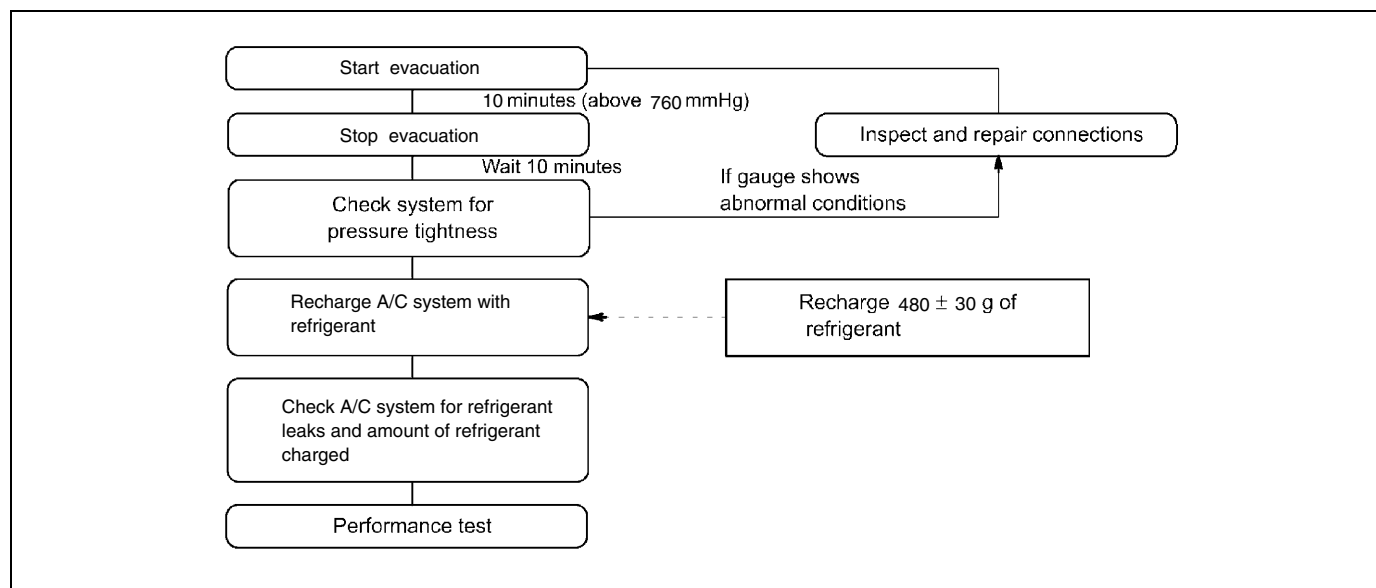 Start evacuation
10 minutes (above 760 mmHg)
Stop evacuation
Inspect and repair connections
Wait 10 minutes
If gauge shows
abnormal conditions
Check system for
pressure tightness
Recharge A/C system with
refrigerant
Recharge 480 ± 30 g of
refrigerant
Check A/C system for refrigerant
leaks and amount of refrigerant
charged
Performance test